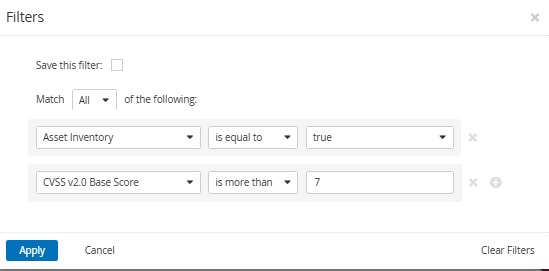 Filters
Save this filter:
Match All of the following:
Asset Inventory is equal to true
CVSS v2.0 Base Score is more than 7
Apply Cancel Clear Filters